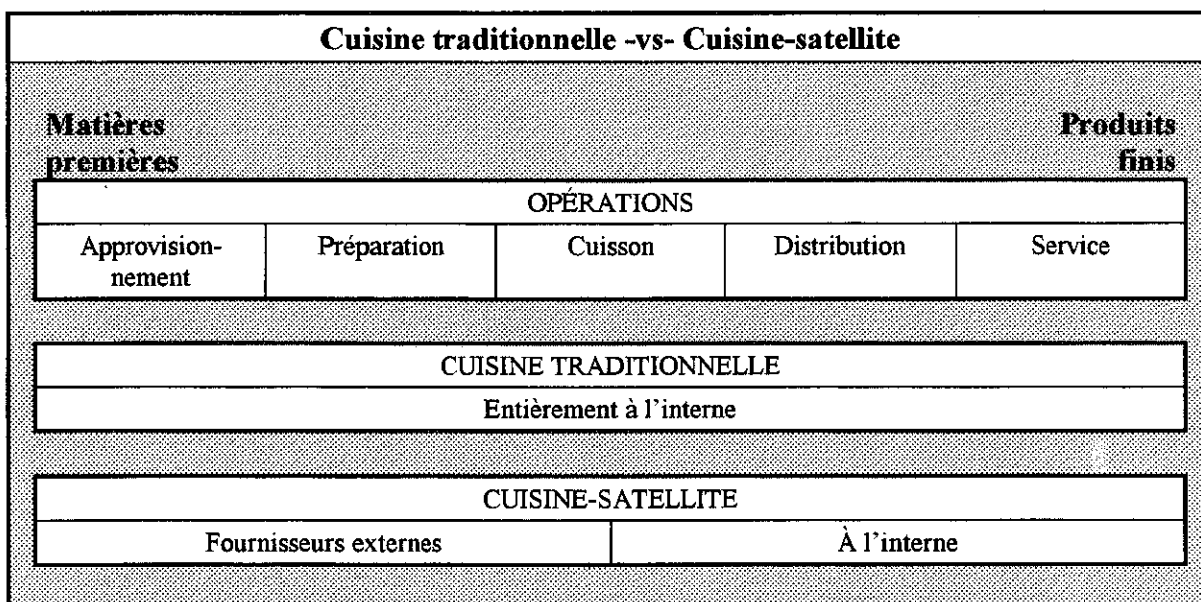 Cuisine traditionnelle -vs- Cuisine-satellite
Matières
premières
Produits
finis
OPÉRATIONS
Approvision-
nement
Préparation
Cuisson
Distribution
Service
CUISINE TRADITIONNELLE
Entièrement à l'interne
CUISINE-SATELLITE
Fournisseurs externes
À l'interne